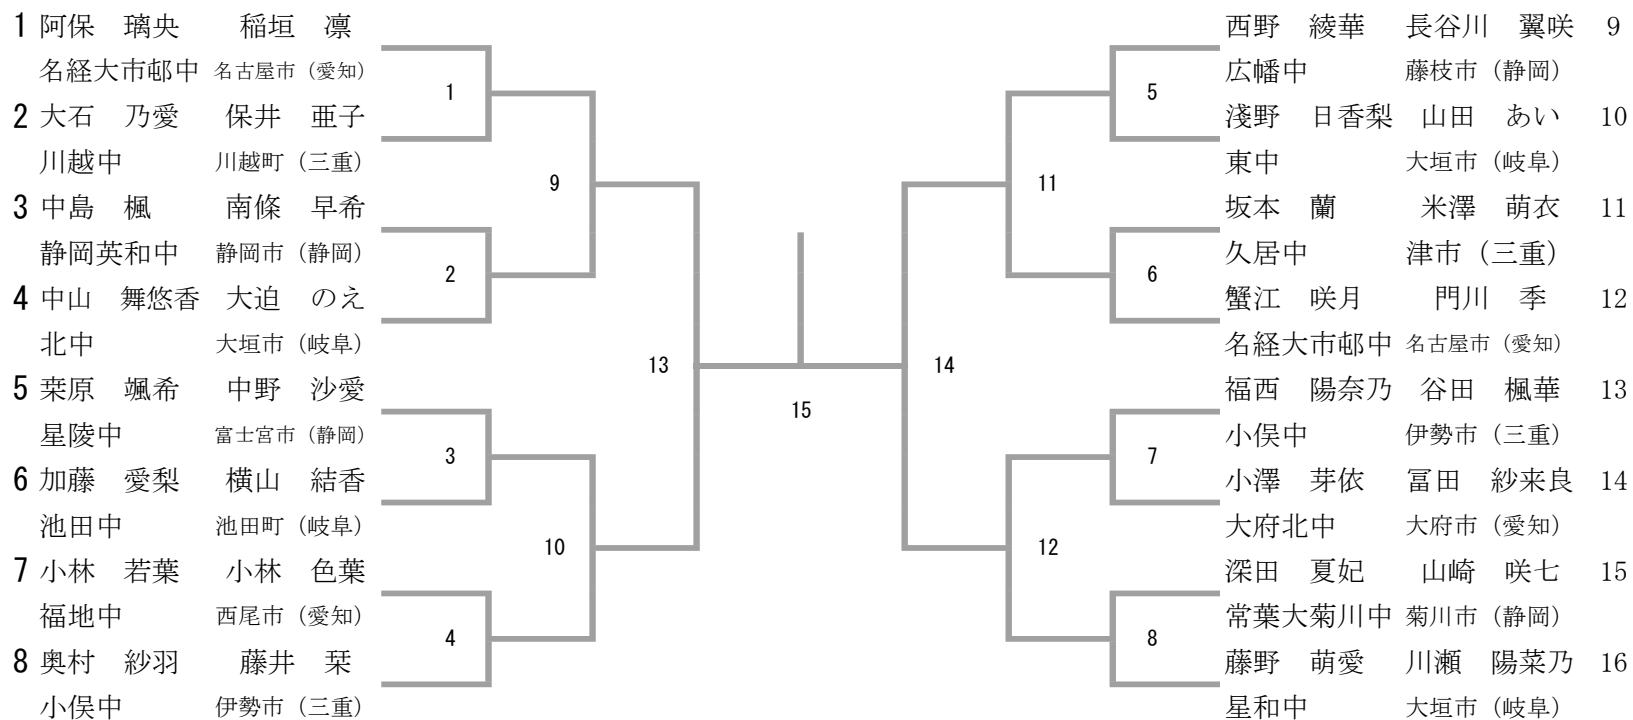 1 阿保 璃央 稲垣 凛
名経大市邨中 名古屋市（愛知）
2 大石 乃愛 保井 亜子
川越中 川越町（三重）
3 中島 楓 南條 早希
静岡英和中 静岡市（静岡）
4 中山 舞悠香 大迫 のえ
北中 大垣市（岐阜）
5 桒原 颯希 中野 沙愛
星陵中 富士宮市（静岡）
6 加藤 愛梨 横山 結香
池田中 池田町（岐阜）
7 小林 若葉 小林 色葉
福地中 西尾市（愛知）
8 奥村 紗羽 藤井 栞
小俣中 伊勢市（三重）
1
2
3
4
9
10
13
15
14
11
12
5
6
7
8
西野 綾華 長谷川 翼咲 9
広幡中 藤枝市（静岡）
淺野 日香梨 山田 あい 10
東中 大垣市（岐阜）
坂本 蘭 米澤 萌衣 11
久居中 津市（三重）
蟹江 咲月 門川 季 12
名経大市邨中 名古屋市（愛知）
福西 陽奈乃 谷田 楓華 13
小俣中 伊勢市（三重）
小澤 芽依 冨田 紗来良 14
大府北中 大府市（愛知）
深田 夏妃 山崎 咲七 15
常葉大菊川中 菊川市（静岡）
藤野 萌愛 川瀬 陽菜乃 16
星和中 大垣市（岐阜）